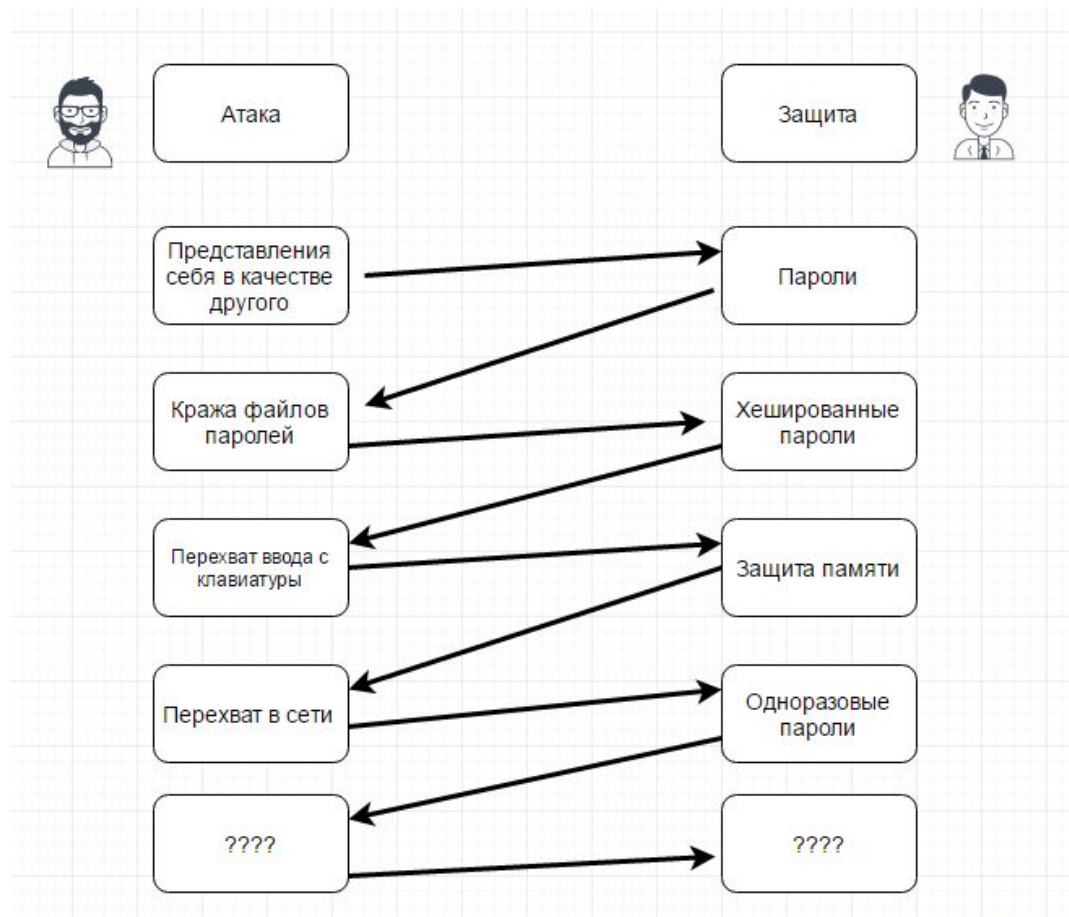 Атака
Защита
Представления
себя в качестве
другого
Пароли
Кража файлов
паролей
Хешированные
пароли
Перехват ввода с
клавиатуры
Защита памяти
Перехват в сети
Одноразовые
пароли
????
????